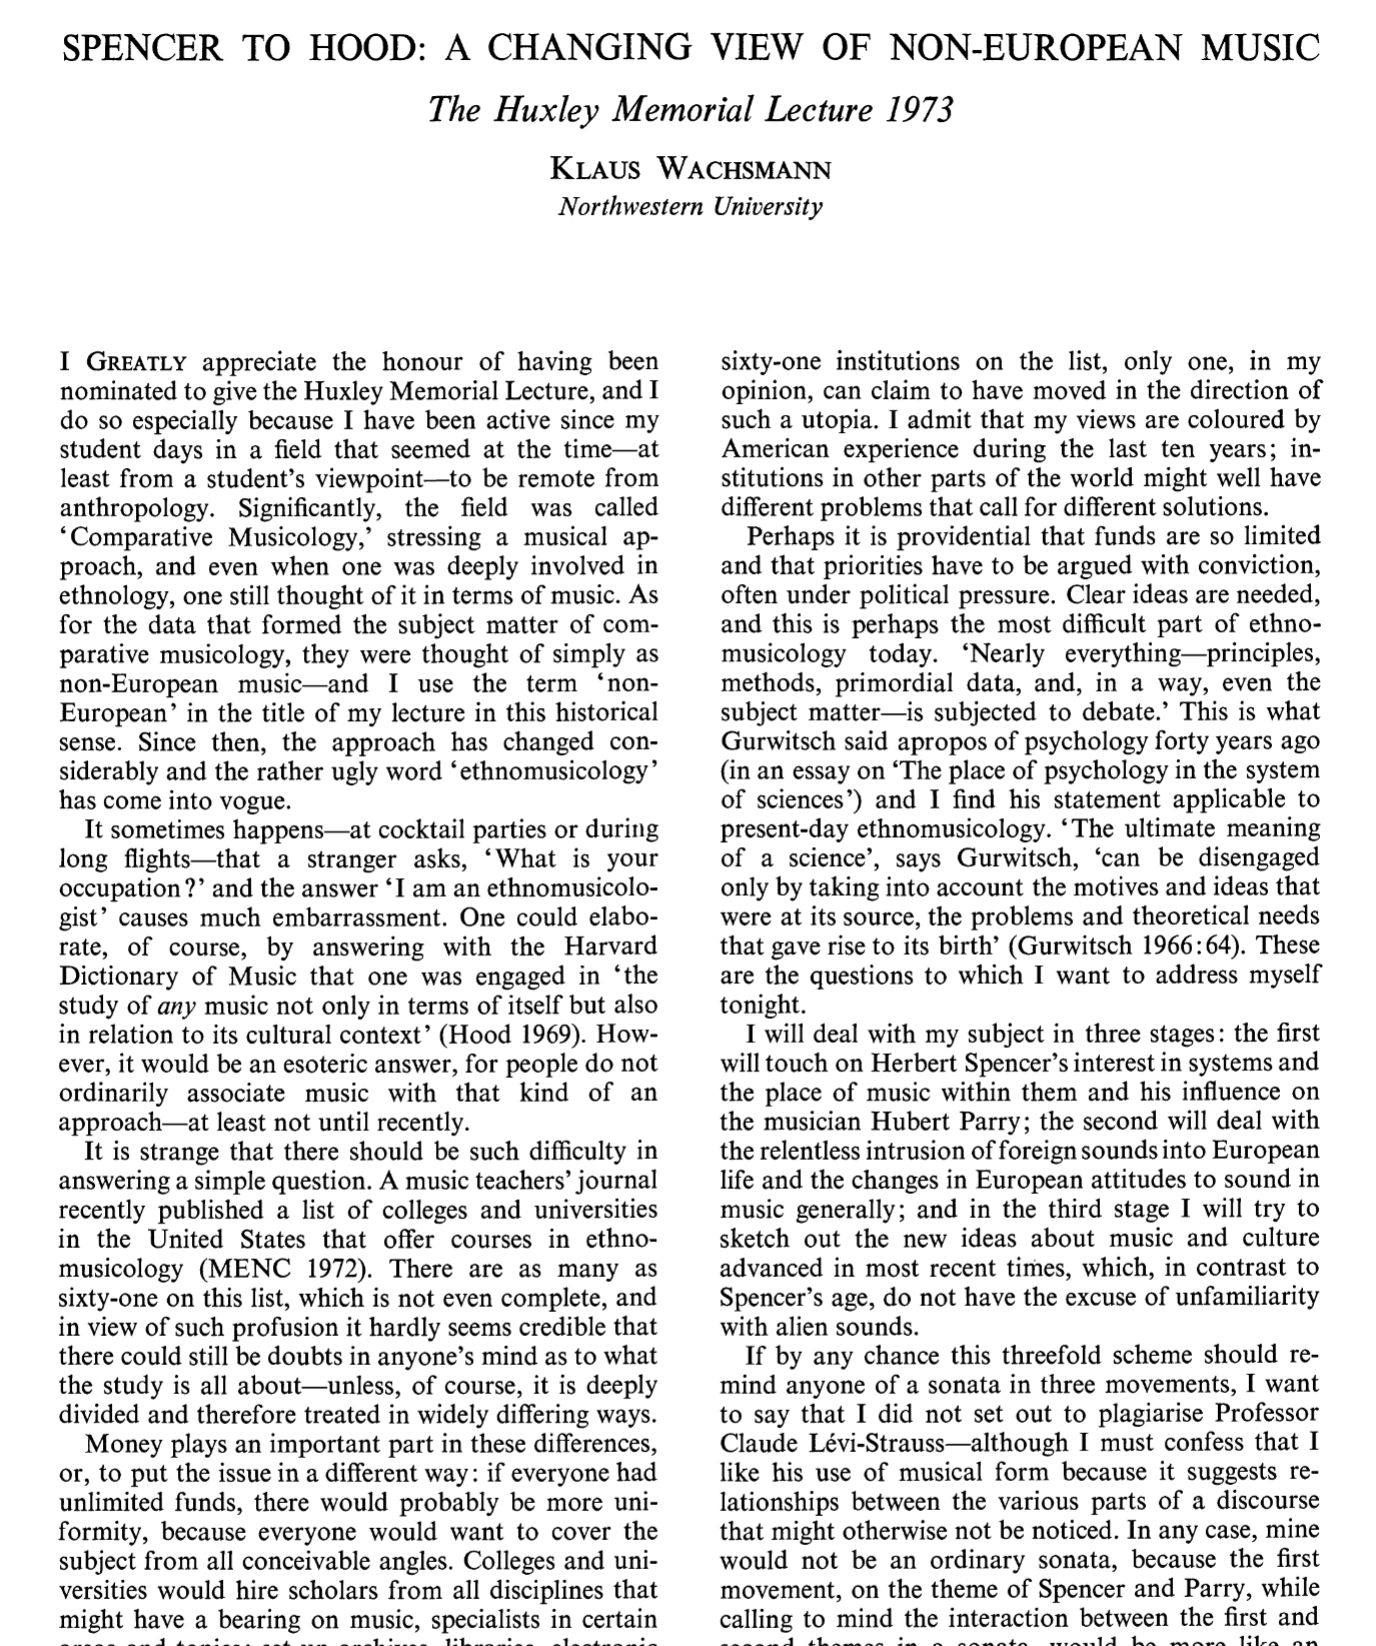 SPENCER TO HOOD: A CHANGING VIEW OF NON-EUROPEAN MUSIC
The Huxley Memorial Lecture 1973
KLAUS WACHSMANN
Northwestern University
I GREATLY appreciate the honour of having been
nominated to give the Huxley Memorial Lecture, and I
do so especially because I have been active since my
student days in a field that seemed at the time—at
least from a student's viewpoint—to be remote from
anthropology. Significantly, the field was called
‘Comparative Musicology,’ stressing a musical ap-
proach, and even when one was deeply involved in
ethnology, one still thought of it in terms of music. As
for the data that formed the subject matter of com-
parative musicology, they were thought of simply as
non-European music—and I use the term ‘non-
European’ in the title of my lecture in this historical
sense. Since then, the approach has changed con-
siderably and the rather ugly word ‘ethnomusicology’
has come into vogue.
It sometimes happens—at cocktail parties or during
long flights—that a stranger asks, ‘What is your
occupation?’ and the answer ‘I am an ethnomusicolo-
gist’ causes much embarrassment. One could elabo-
rate, of course, by answering with the Harvard
Dictionary of Music that one was engaged in ‘the
study of any music not only in terms of itself but also
in relation to its cultural context’ (Hood 1969). How-
ever, it would be an esoteric answer, for people do not
ordinarily associate music with that kind of an
approach—at least not until recently.
It is strange that there should be such difficulty in
answering a simple question. A music teachers’ journal
recently published a list of colleges and universities
in the United States that offer courses in ethno-
musicology (MENC 1972). There are as many as
sixty-one on this list, which is not even complete, and
in view of such profusion it hardly seems credible that
there could still be doubts in anyone's mind as to what
the study is all about—unless, of course, it is deeply
divided and therefore treated in widely differing ways.
Money plays an important part in these differences,
or, to put the issue in a different way: if everyone had
unlimited funds, there would probably be more uni-
formity, because everyone would want to cover the
subject from all conceivable angles. Colleges and uni-
versities would hire scholars from all disciplines that
might have a bearing on music, specialists in certain
sixty-one institutions on the list, only one, in my
opinion, can claim to have moved in the direction of
such a utopia. I admit that my views are coloured by
American experience during the last ten years; in-
stitutions in other parts of the world might well have
different problems that call for different solutions.
Perhaps it is providential that funds are so limited
and that priorities have to be argued with conviction,
often under political pressure. Clear ideas are needed,
and this is perhaps the most difficult part of ethno-
musicology today. ‘Nearly everything—principles,
methods, primordial data, and, in a way, even the
subject matter—is subjected to debate.’ This is what
Gurwitsch said apropos of psychology forty years ago
(in an essay on ‘The place of psychology in the system
of sciences’) and I find his statement applicable to
present-day ethnomusicology. ‘The ultimate meaning
of a science’, says Gurwitsch, ‘can be disengaged
only by taking into account the motives and ideas that
were at its source, the problems and theoretical needs
that gave rise to its birth’ (Gurwitsch 1966:64). These
are the questions to which I want to address myself
tonight.
I will deal with my subject in three stages: the first
will touch on Herbert Spencer's interest in systems and
the place of music within them and his influence on
the musician Hubert Parry; the second will deal with
the relentless intrusion of foreign sounds into European
life and the changes in European attitudes to sound in
music generally; and in the third stage I will try to
sketch out the new ideas about music and culture
advanced in most recent times, which, in contrast to
Spencer's age, do not have the excuse of unfamiliarity
with alien sounds.
If by any chance this threefold scheme should re-
mind anyone of a sonata in three movements, I want
to say that I did not set out to plagiarise Professor
Claude Lévi-Strauss—although I must confess that I
like his use of musical form because it suggests re-
lationships between the various parts of a discourse
that might otherwise not be noticed. In any case, mine
would not be an ordinary sonata, because the first
movement, on the theme of Spencer and Parry, while
calling to mind the interaction between the first and